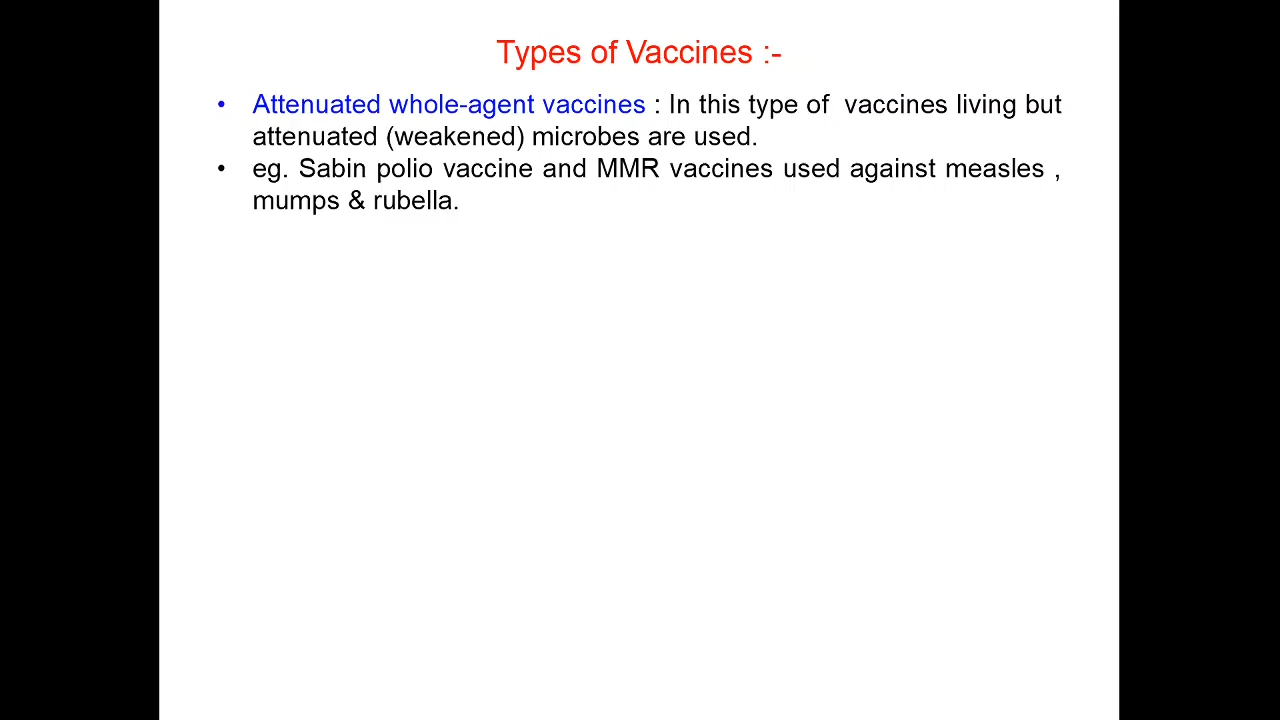 Types of Vaccines :-
• Attenuated whole-agent vaccines : In this type of vaccines living but
attenuated (weakened) microbes are used.
• eg. Sabin polio vaccine and MMR vaccines used against measles ,
mumps & rubella.